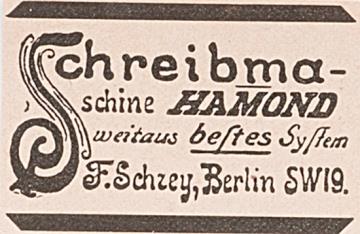 Schreibma-
schine HAMOND
weitaus beſtes Syſtem
F. Schrey, Berlin SW19.